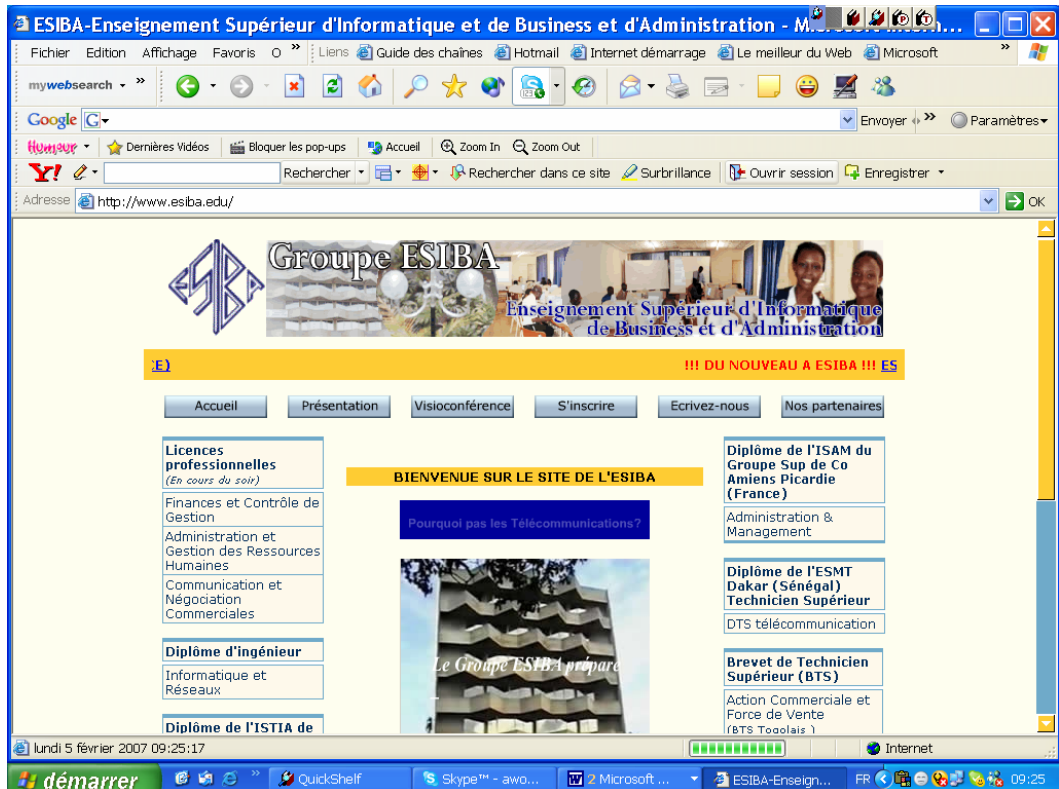 ESIBA-Enseignement Supérieur d'Informatique et de Business et d'Administration -
Fichier Edition Affichage Favoris O » Liens Guide des chaînes Hotmail Internet démarrage Le meilleur du Web Microsoft »
mywebsearch »
Google G Envoyer » Paramètres
Humour Dernières Vidéos Bloquer les pop-ups Accueil Zoom In Zoom Out
Y! Rechercher Rechercher dans ce site Surbrillance Ouvrir session Enregistrer
Adresse http://www.esiba.edu/ OK
ESIBA
Groupe ESIBA
Enseignement Supérieur d'Informatique
de Business et d'Administration
E) !!! DU NOUVEAU A ESIBA !!! ES
Accueil Présentation Visioconférence S'inscrire Ecrivez-nous Nos partenaires
Licences
professionnelles
(En cours du soir)
Finances et Contrôle de
Gestion
Administration et
Gestion des Ressources
Humaines
Communication et
Négociation
Commerciales
Diplôme d'ingénieur
Informatique et
Réseaux
Diplôme de l'ISTIA de
BIENVENUE SUR LE SITE DE L'ESIBA
Pourquoi pas les Télécommunications?
Le Groupe ESIBA prépare
Diplôme de l'ISAM du
Groupe Sup de Co
Amiens Picardie
(France)
Administration &
Management
Diplôme de l'ESMT
Dakar (Sénégal)
Technicien Supérieur
DTS télécommunication
Brevet de Technicien
Supérieur (BTS)
Action Commerciale et
Force de Vente
(BTS Togolais )
lundi 5 février 2007 09:25:17 Internet
démarrer » QuickShelf Skype™ - awo... 2 Microsoft ... ESIBA-Enseign... FR 09:25